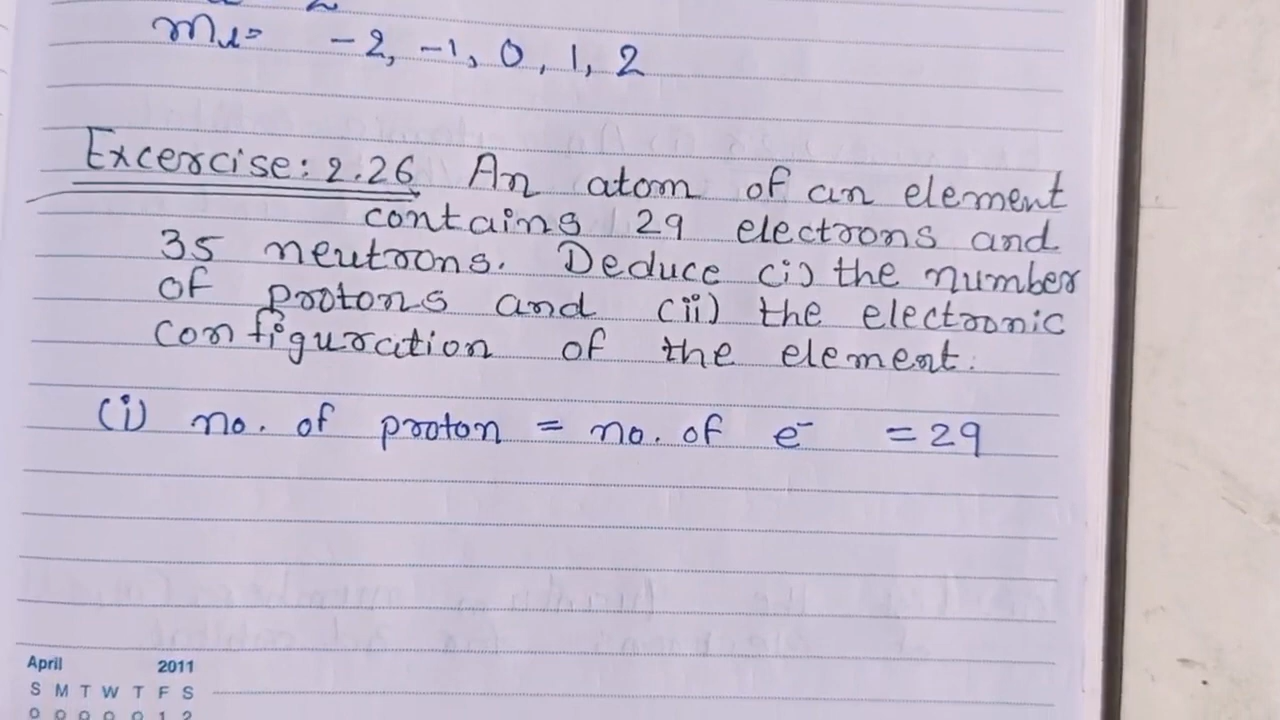 mₗ= -2, -1, 0, 1, 2
Excercise: 2.26 An atom of an element
contains 29 electrons and
35 neutrons. Deduce (i) the number
of protons and (ii) the electronic
configuration of the element.
(i) no. of proton = no. of e⁻ = 29
April 2011
S M T W T F S